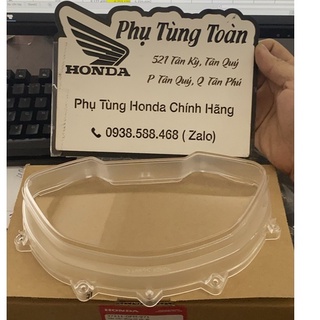 Phụ Tùng Toàn
521 Tân Kỳ, Tân Quý
P Tân Quý, Q Tân Phú
HONDA
Phụ Tùng Honda Chính Hãng
0938.588.468 ( Zalo)
HONDA